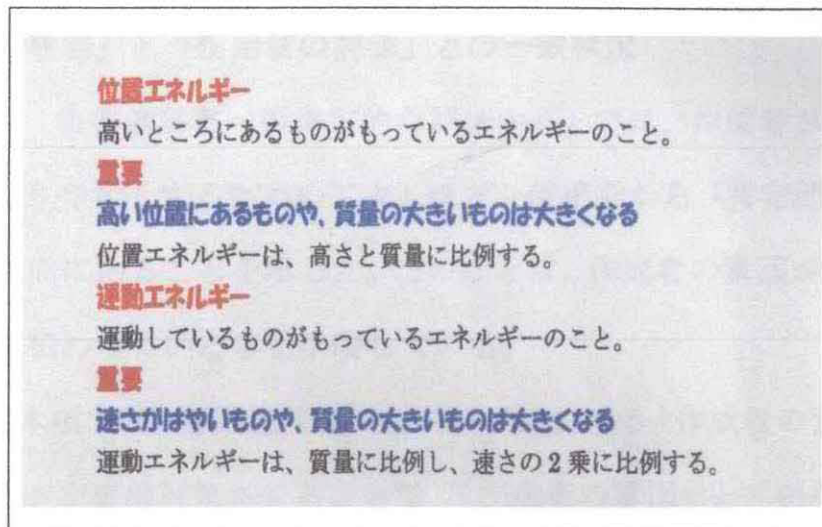 位置エネルギー
高いところにあるものがもっているエネルギーのこと。
重要
高い位置にあるものや、質量の大きいものは大きくなる
位置エネルギーは、高さと質量に比例する。
運動エネルギー
運動しているものがもっているエネルギーのこと。
重要
速さがはやいものや、質量の大きいものは大きくなる
運動エネルギーは、質量に比例し、速さの2乗に比例する。